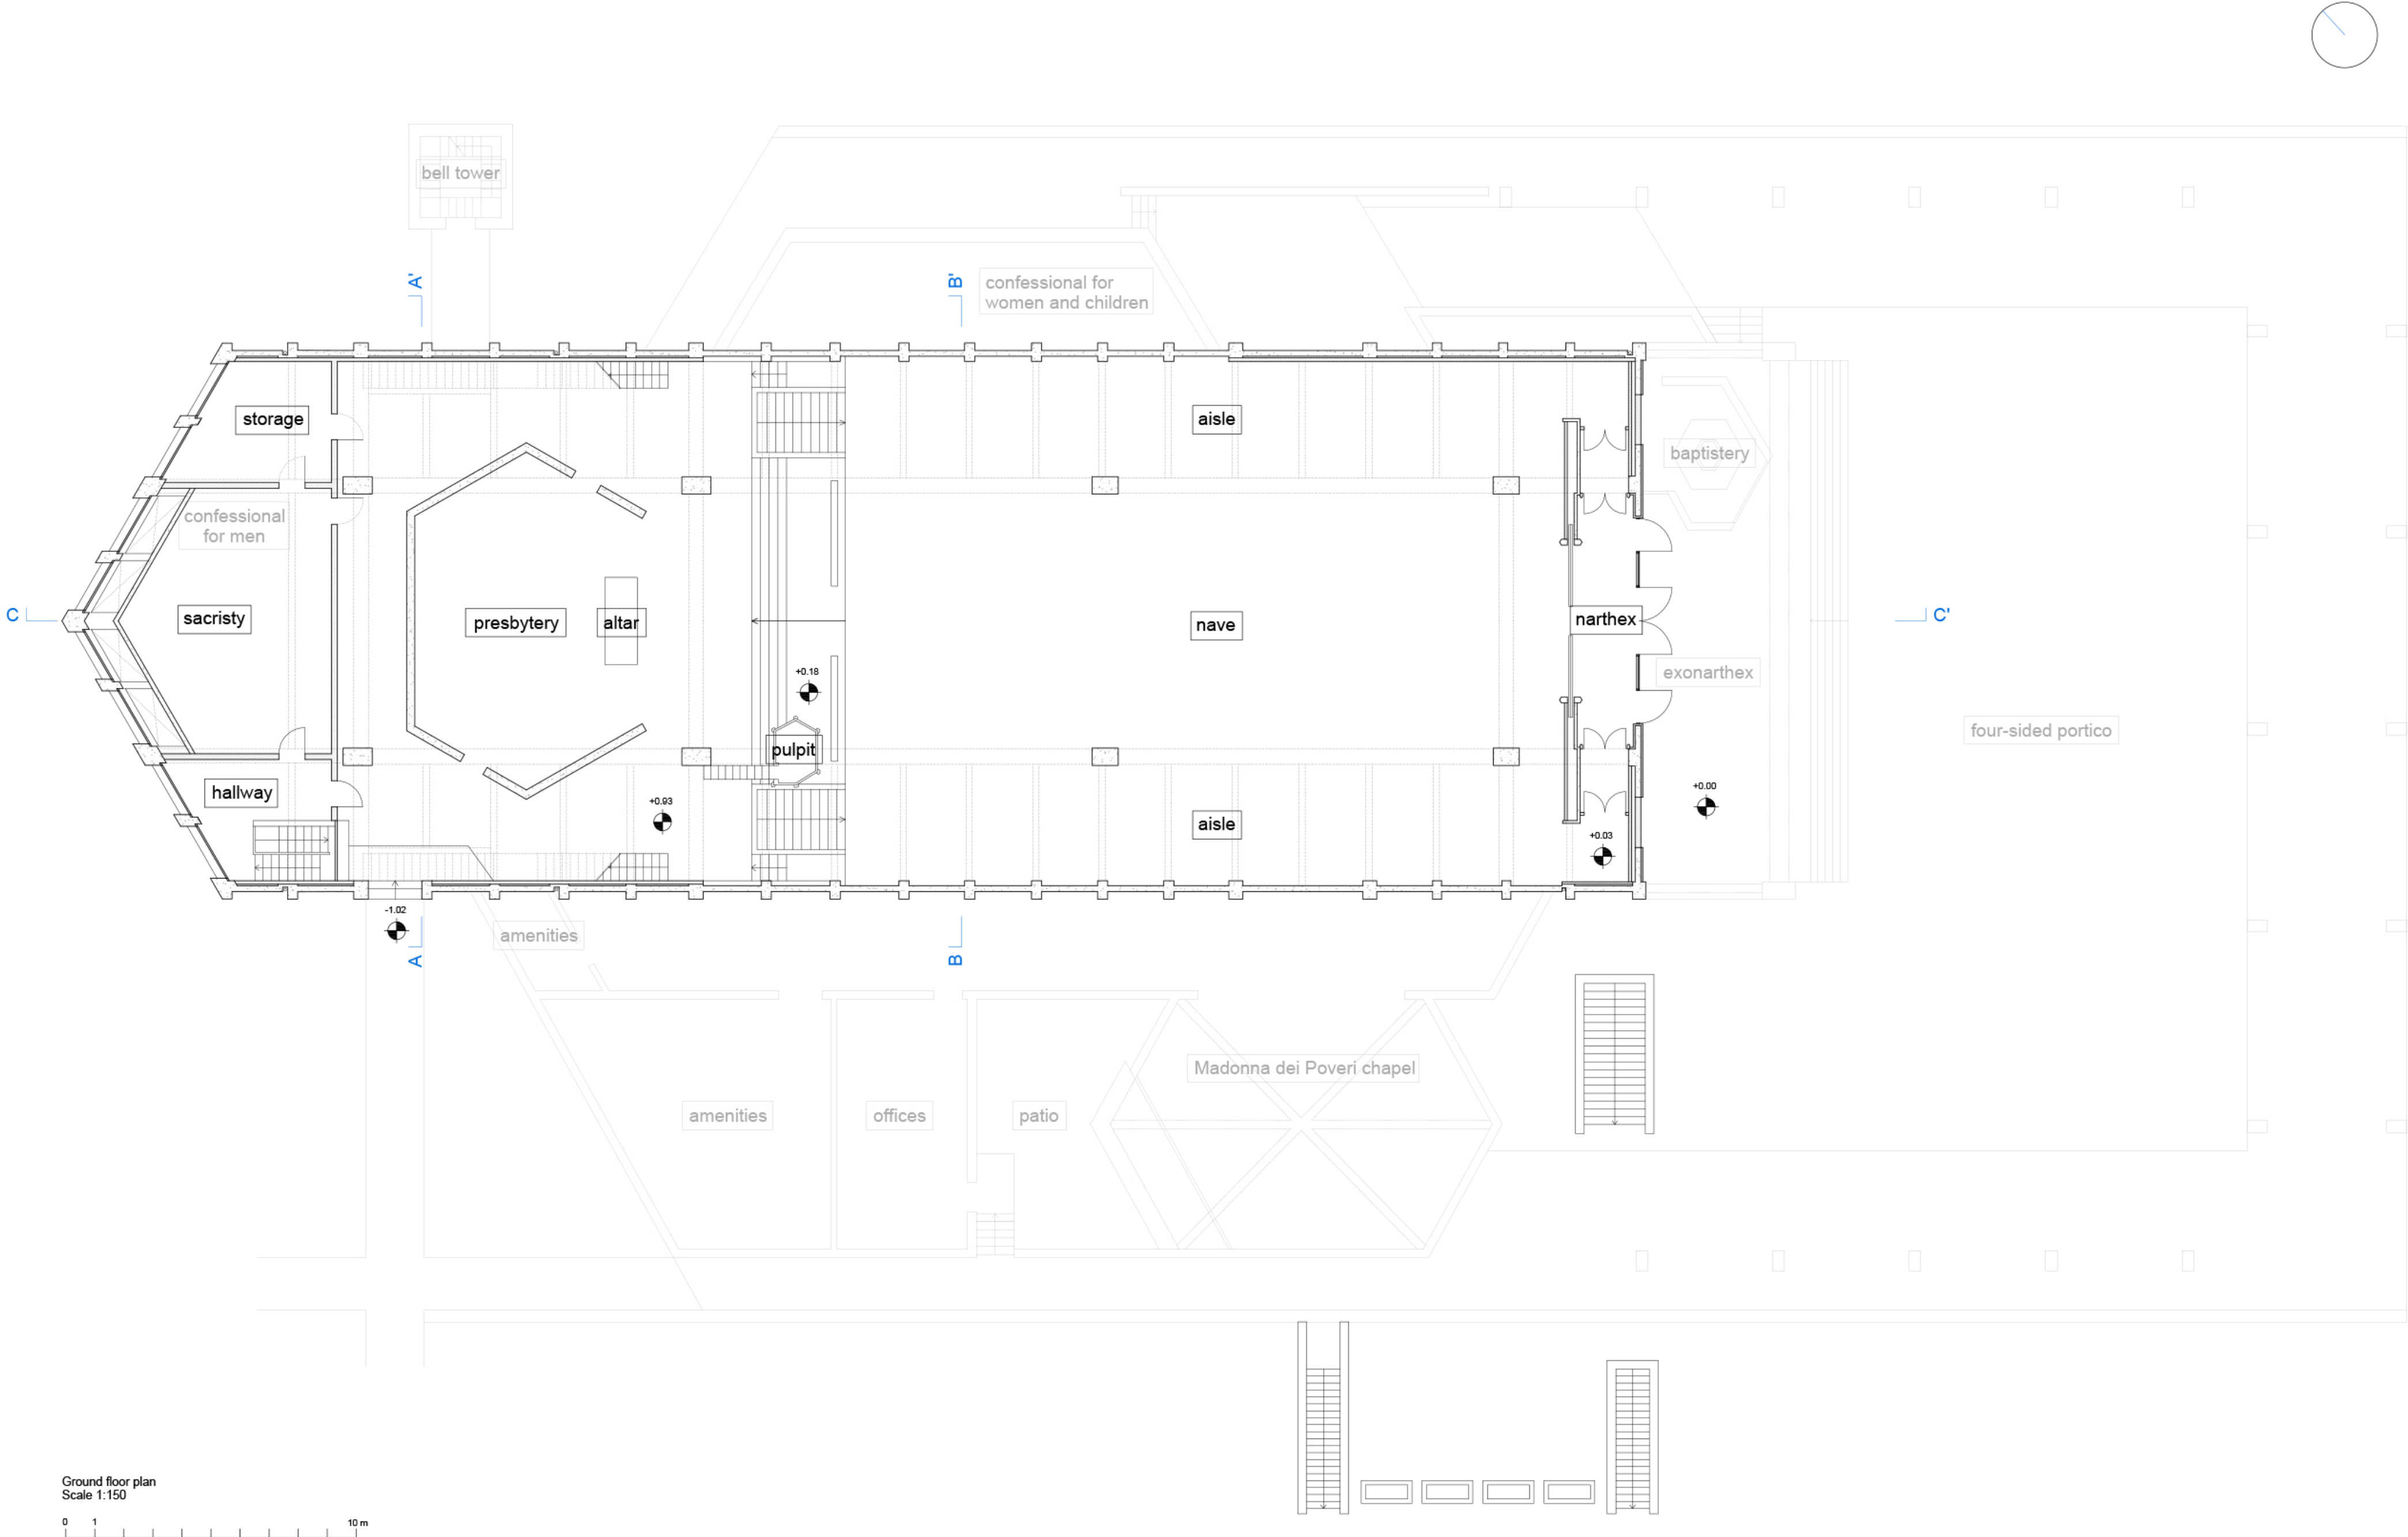 bell tower
A'
B'
confessional for
women and children
storage
aisle
baptistery
confessional
for men
C
sacristy
presbytery
altar
nave
narthex
C'
+0.18
exonarthex
four-sided portico
pulpit
hallway
+0.93
+0.00
aisle
+0.03
-1.02
amenities
A
B
Madonna dei Poveri chapel
amenities
offices
patio
Ground floor plan
Scale 1:150
0 1 10 m